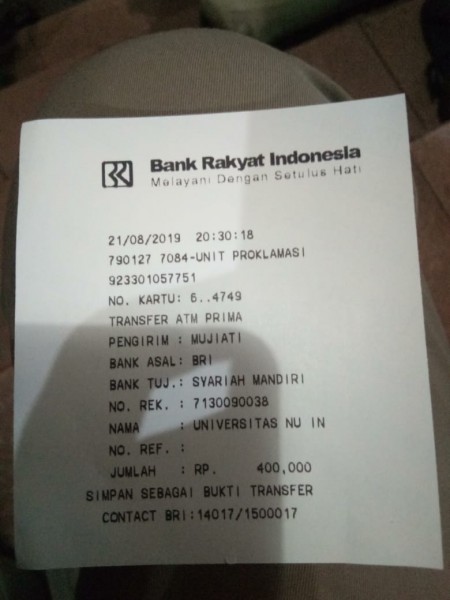 Bank Rakyat Indonesia
Melayani Dengan Setulus Hati
21/08/2019 20:30:18
790127 7084-UNIT PROKLAMASI
923301057751
NO. KARTU: 6..4749
TRANSFER ATM PRIMA
PENGIRIM : MUJIATI
BANK ASAL: BRI
BANK TUJ.: SYARIAH MANDIRI
NO. REK. : 7130090038
NAMA : UNIVERSITAS NU IN
NO. REF. :
JUMLAH : RP. 400,000
SIMPAN SEBAGAI BUKTI TRANSFER
CONTACT BRI:14017/1500017